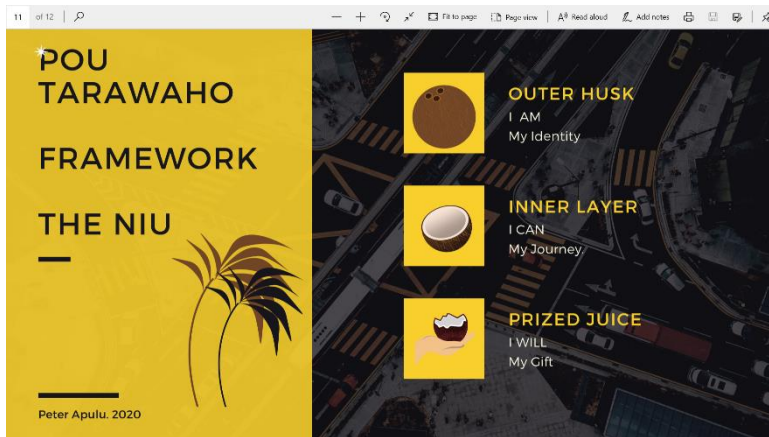 11 of 12
Fit to page
Page view
Read aloud
Add notes
POU
TARAWAHO
FRAMEWORK
THE NIU
Peter Apulu. 2020
OUTER HUSK
I AM
My Identity
INNER LAYER
I CAN
My Journey.
PRIZED JUICE
I WILL
My Gift